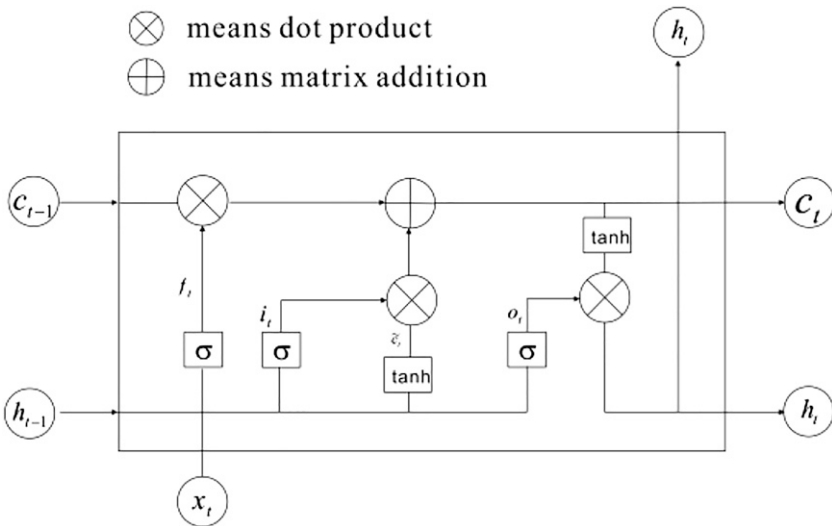 means dot product
means matrix addition
h_t
c_{t-1}
c_t
tanh
f_t
i_t
o_t
c̃_t
σ
σ
σ
tanh
h_{t-1}
h_t
x_t